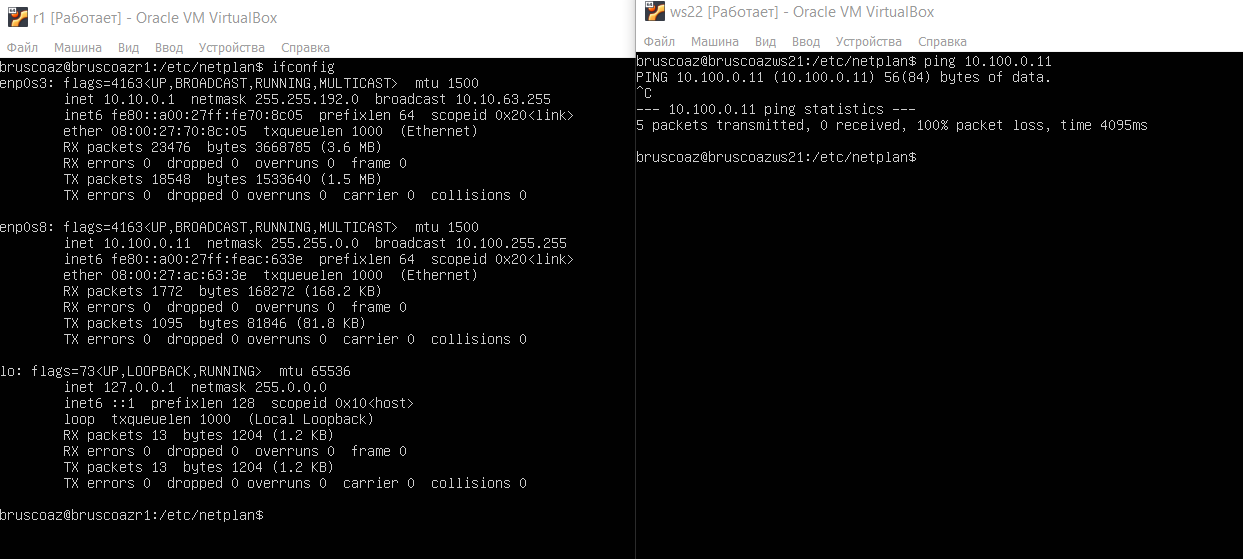 r1 [Работает] - Oracle VM VirtualBox
Файл Машина Вид Ввод Устройства Справка
bruscoaz@bruscoazr1:/etc/netplan$ ifconfig
enp0s3: flags=4163<UP,BROADCAST,RUNNING,MULTICAST>  mtu 1500
        inet 10.10.0.1  netmask 255.255.192.0  broadcast 10.10.63.255
        inet6 fe80::a00:27ff:fe70:8c05  prefixlen 64  scopeid 0x20<link>
        ether 08:00:27:70:8c:05  txqueuelen 1000  (Ethernet)
        RX packets 23476  bytes 3668785 (3.6 MB)
        RX errors 0  dropped 0  overruns 0  frame 0
        TX packets 18548  bytes 1533640 (1.5 MB)
        TX errors 0  dropped 0 overruns 0  carrier 0  collisions 0
enp0s8: flags=4163<UP,BROADCAST,RUNNING,MULTICAST>  mtu 1500
        inet 10.100.0.11  netmask 255.255.0.0  broadcast 10.100.255.255
        inet6 fe80::a00:27ff:feac:633e  prefixlen 64  scopeid 0x20<link>
        ether 08:00:27:ac:63:3e  txqueuelen 1000  (Ethernet)
        RX packets 1772  bytes 168272 (168.2 KB)
        RX errors 0  dropped 0  overruns 0  frame 0
        TX packets 1095  bytes 81846 (81.8 KB)
        TX errors 0  dropped 0 overruns 0  carrier 0  collisions 0
lo: flags=73<UP,LOOPBACK,RUNNING>  mtu 65536
        inet 127.0.0.1  netmask 255.0.0.0
        inet6 ::1  prefixlen 128  scopeid 0x10<host>
        loop  txqueuelen 1000  (Local Loopback)
        RX packets 13  bytes 1204 (1.2 KB)
        RX errors 0  dropped 0  overruns 0  frame 0
        TX packets 13  bytes 1204 (1.2 KB)
        TX errors 0  dropped 0 overruns 0  carrier 0  collisions 0
bruscoaz@bruscoazr1:/etc/netplan$
ws22 [Работает] - Oracle VM VirtualBox
Файл Машина Вид Ввод Устройства Справка
bruscoaz@bruscoazws21:/etc/netplan$ ping 10.100.0.11
PING 10.100.0.11 (10.100.0.11) 56(84) bytes of data.
^C
--- 10.100.0.11 ping statistics ---
5 packets transmitted, 0 received, 100% packet loss, time 4095ms
bruscoaz@bruscoazws21:/etc/netplan$